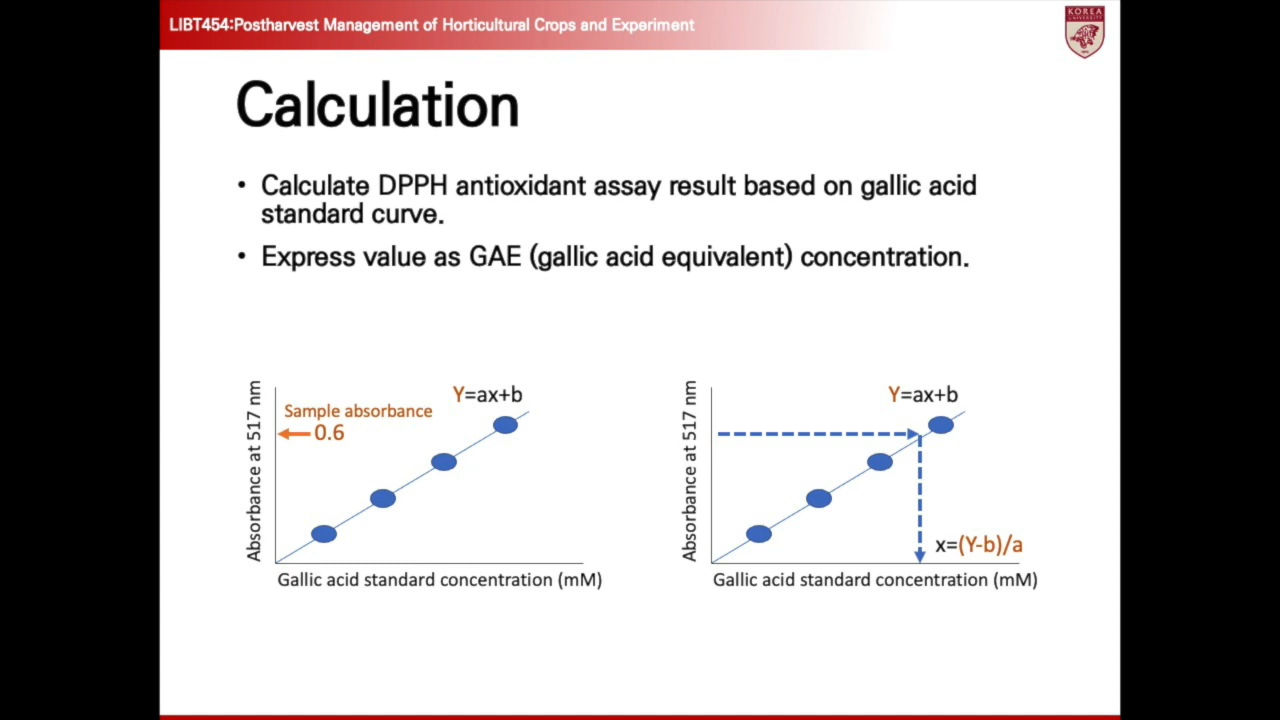 LIBT454:Postharvest Management of Horticultural Crops and Experiment
KOREA
UNIVERSITY
Calculation
• Calculate DPPH antioxidant assay result based on gallic acid
standard curve.
• Express value as GAE (gallic acid equivalent) concentration.
Absorbance at 517 nm
Sample absorbance
0.6
Y=ax+b
Gallic acid standard concentration (mM)
Absorbance at 517 nm
Y=ax+b
x=(Y-b)/a
Gallic acid standard concentration (mM)